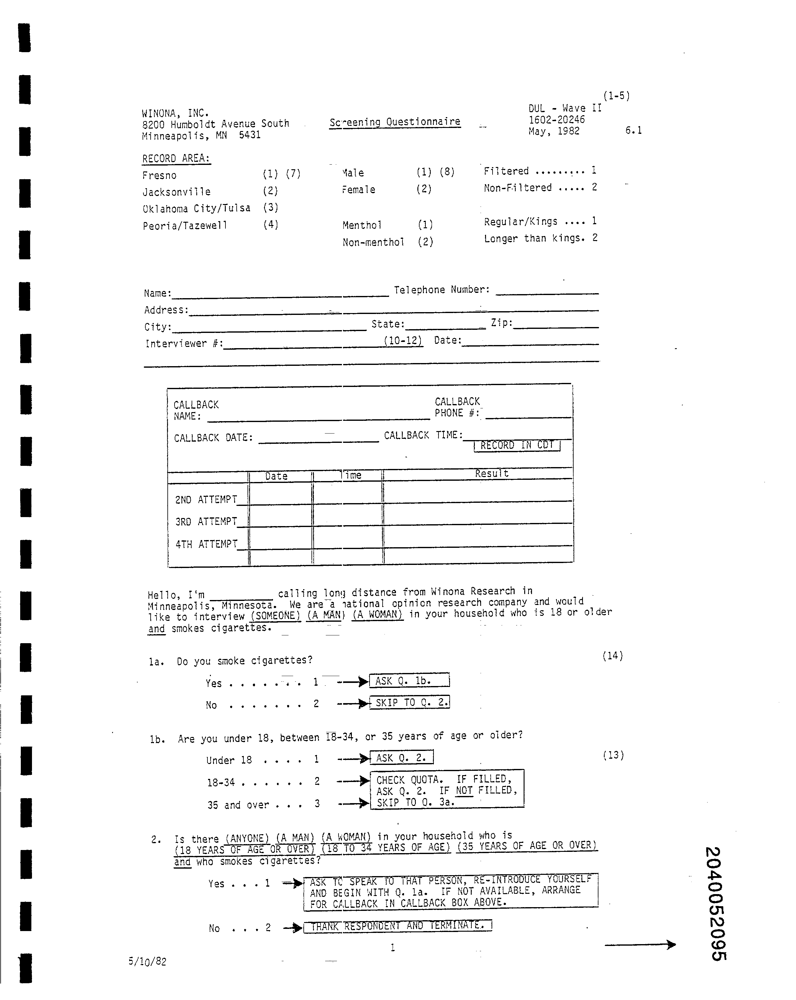 (1-5)
WINONA, INC. DUL - Wave II
8200 Humboldt Avenue South Screening Questionnaire 1602-20246
Minneapolis, MN 5431 May, 1982 6.1
RECORD AREA:
Fresno (1) (7) Male (1) (8) Filtered ......... 1
Jacksonville (2) Female (2) Non-Filtered ..... 2
Oklahoma City/Tulsa (3)
Peoria/Tazewell (4) Menthol (1) Regular/Kings .... 1
Non-menthol (2) Longer than kings. 2
Name: Telephone Number:
Address:
City: State: Zip:
Interviewer #: (10-12) Date:
CALLBACK NAME: CALLBACK PHONE #:
CALLBACK DATE: CALLBACK TIME:
RECORD IN CDT
Date Time Result
2ND ATTEMPT
3RD ATTEMPT
4TH ATTEMPT
Hello, I'm __________ calling long distance from Winona Research in
Minneapolis, Minnesota. We are a national opinion research company and would
like to interview (SOMEONE) (A MAN) (A WOMAN) in your household who is 18 or older
and smokes cigarettes.
1a. Do you smoke cigarettes? (14)
Yes . . . . . . . 1 ASK Q. 1b.
No . . . . . . . 2 SKIP TO Q. 2.
1b. Are you under 18, between 18-34, or 35 years of age or older?
Under 18 . . . . 1 ASK Q. 2. (13)
18-34 . . . . . . 2 CHECK QUOTA. IF FILLED,
ASK Q. 2. IF NOT FILLED,
35 and over . . . 3 SKIP TO Q. 3a.
2. Is there (ANYONE) (A MAN) (A WOMAN) in your household who is
(18 YEARS OF AGE OR OVER) (18 TO 34 YEARS OF AGE) (35 YEARS OF AGE OR OVER)
and who smokes cigarettes?
Yes . . . 1 ASK TO SPEAK TO THAT PERSON, RE-INTRODUCE YOURSELF
AND BEGIN WITH Q. 1a. IF NOT AVAILABLE, ARRANGE
FOR CALLBACK IN CALLBACK BOX ABOVE.
No . . . 2 THANK RESPONDENT AND TERMINATE.
1
5/10/82
2040052095